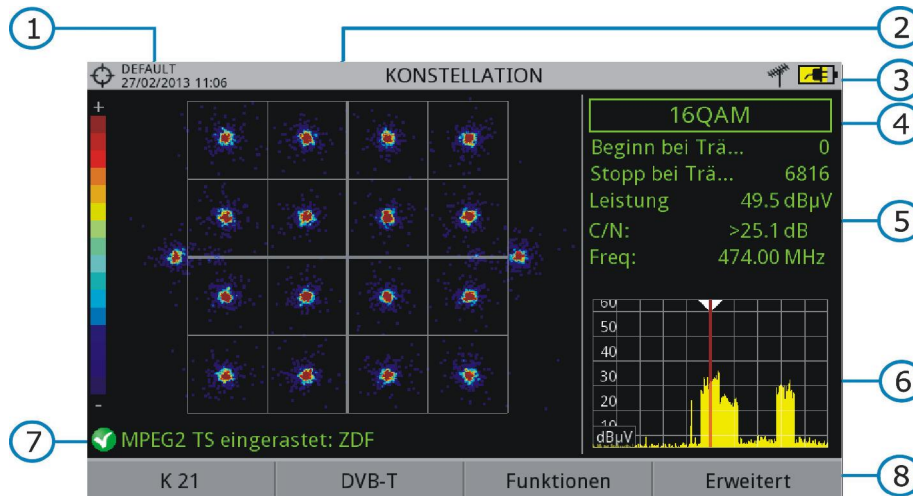 1
2
3
DEFAULT
27/02/2013 11:06
KONSTELLATION
+
-
16QAM
4
Beginn bei Trä... 0
Stopp bei Trä... 6816
Leistung 49.5 dBµV
C/N: >25.1 dB
Freq: 474.00 MHz
5
60
50
40
30
20
10
dBµV
6
7
MPEG2 TS eingerastet: ZDF
K 21
DVB-T
Funktionen
Erweitert
8